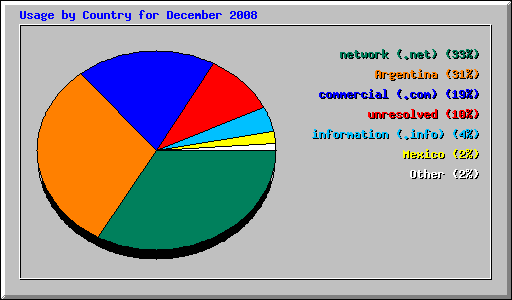 Usage by Country for December 2008
network (.net) (33%)
Argentina (31%)
commercial (.com) (19%)
unresolved (10%)
information (.info) (4%)
Mexico (2%)
Other (2%)